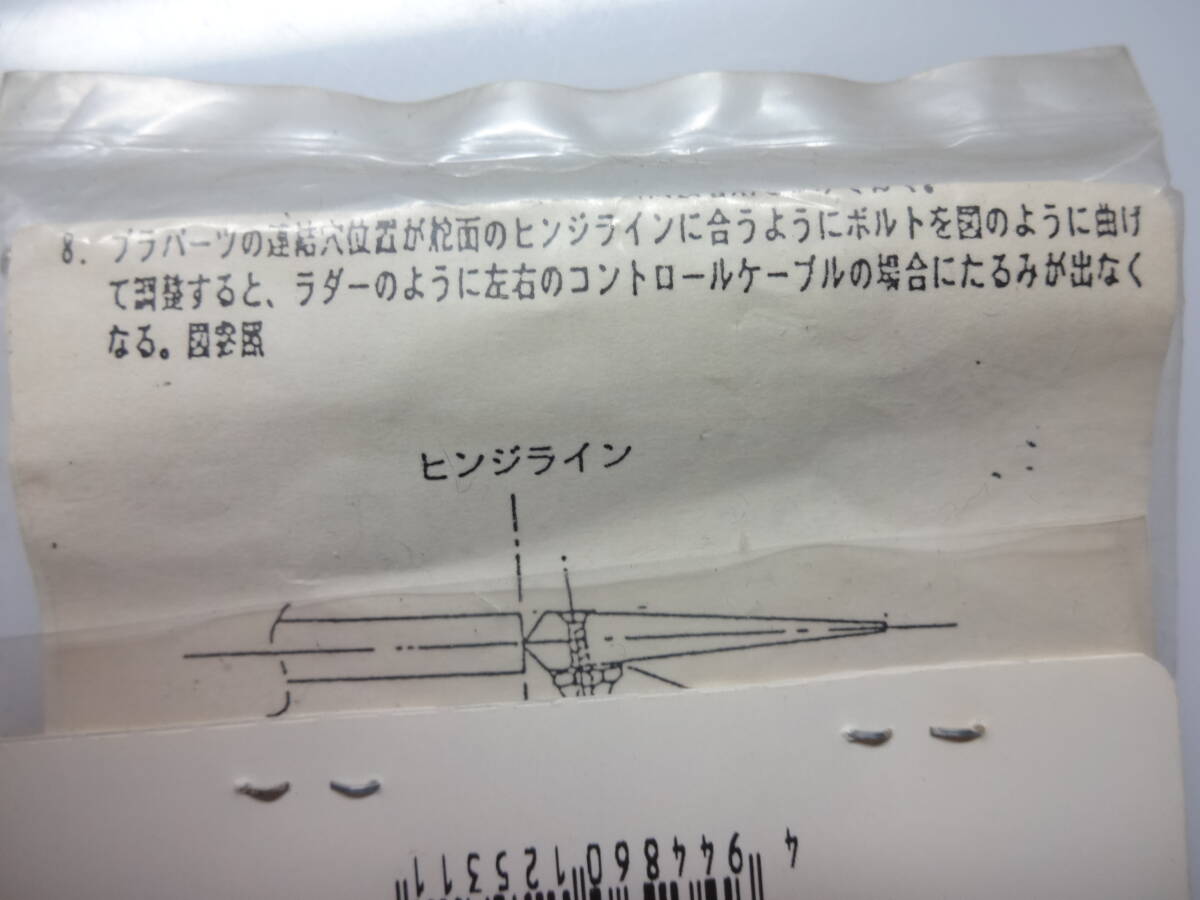 8. プラパーツの連結穴位置が舵面のヒンジラインに合うようにボルトを図のように曲げ
て調整すると、ラダーのように左右のコントロールケーブルの場合にたるみが出なく
なる。図参照
ヒンジライン
4 944860 125311